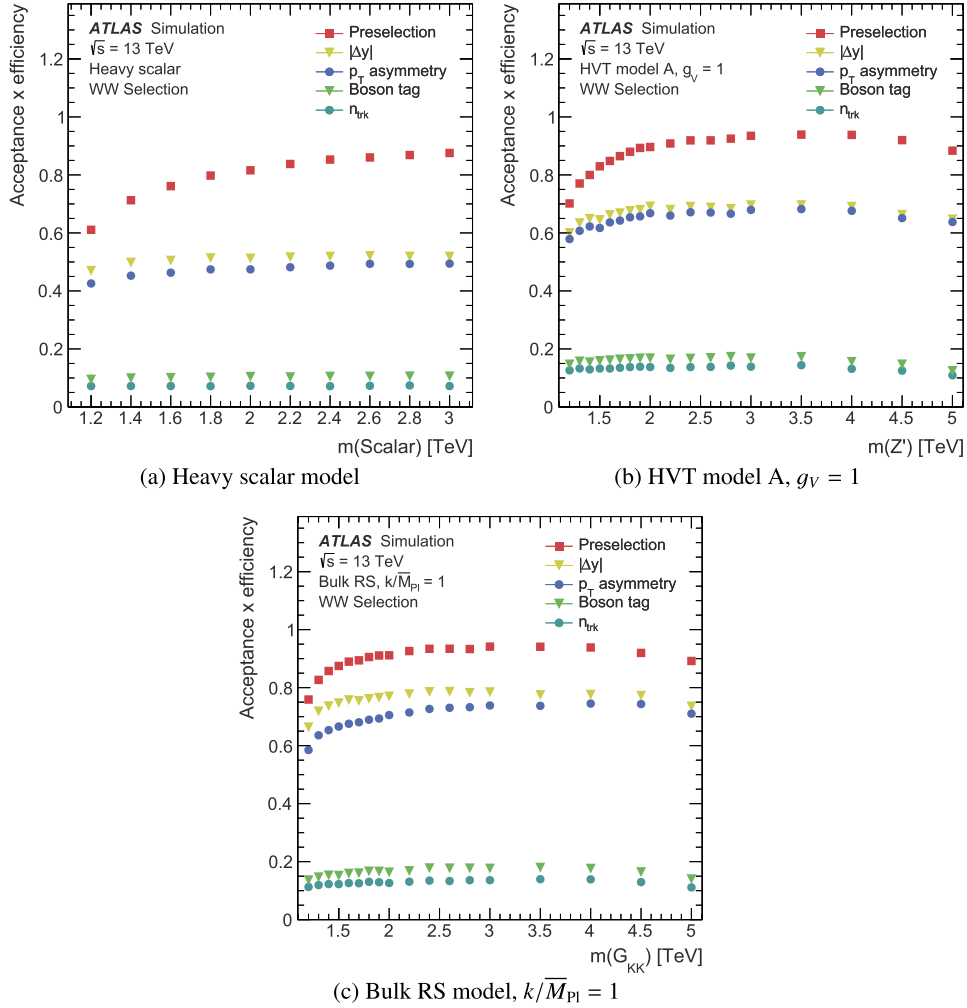 ATLAS Simulation
√s = 13 TeV
Heavy scalar
WW Selection
Preselection
|Δy|
p_T asymmetry
Boson tag
n_trk
Acceptance x efficiency
1.2
1
0.8
0.6
0.4
0.2
0
1.2 1.4 1.6 1.8 2 2.2 2.4 2.6 2.8 3
m(Scalar) [TeV]
(a) Heavy scalar model
ATLAS Simulation
√s = 13 TeV
HVT model A, g_V = 1
WW Selection
Preselection
|Δy|
p_T asymmetry
Boson tag
n_trk
Acceptance x efficiency
1.2
1
0.8
0.6
0.4
0.2
0
1.5 2 2.5 3 3.5 4 4.5 5
m(Z') [TeV]
(b) HVT model A, g_V = 1
ATLAS Simulation
√s = 13 TeV
Bulk RS, k/M̅_Pl = 1
WW Selection
Preselection
|Δy|
p_T asymmetry
Boson tag
n_trk
Acceptance x efficiency
1.2
1
0.8
0.6
0.4
0.2
0
1.5 2 2.5 3 3.5 4 4.5 5
m(G_KK) [TeV]
(c) Bulk RS model, k/M̅_Pl = 1